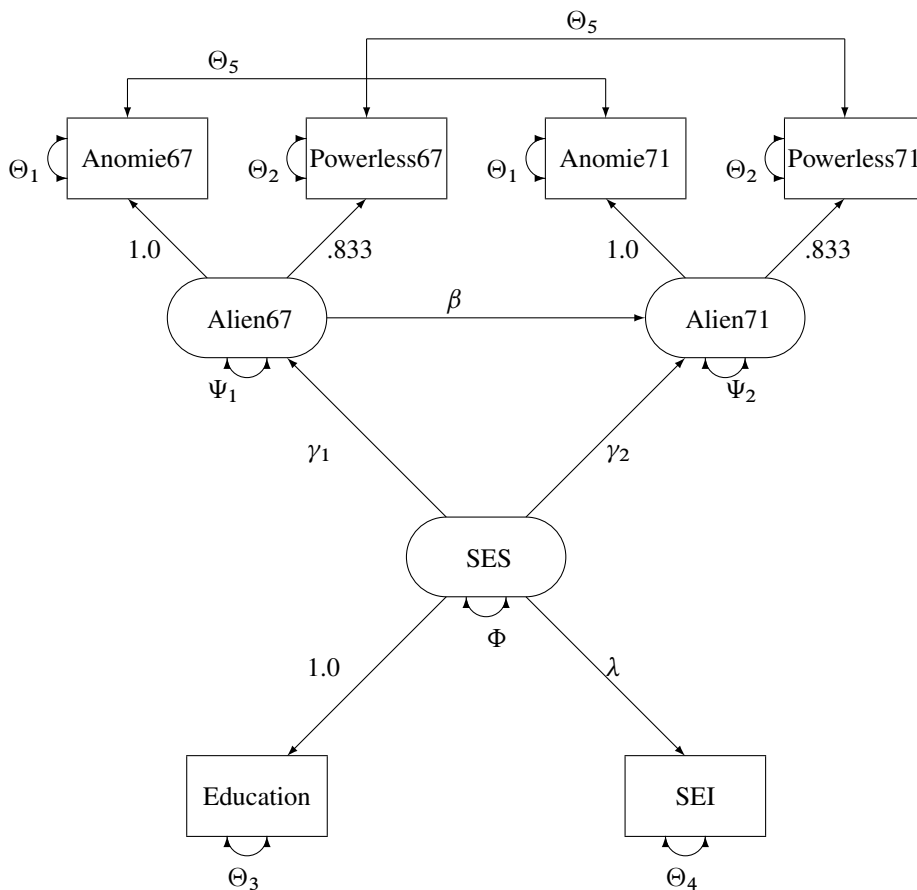 Θ5
Θ5
Θ1 Anomie67 Θ2 Powerless67 Θ1 Anomie71 Θ2 Powerless71
1.0 .833 1.0 .833
Alien67 β Alien71
Ψ1 Ψ2
γ1 γ2
SES
Φ
1.0 λ
Education SEI
Θ3 Θ4